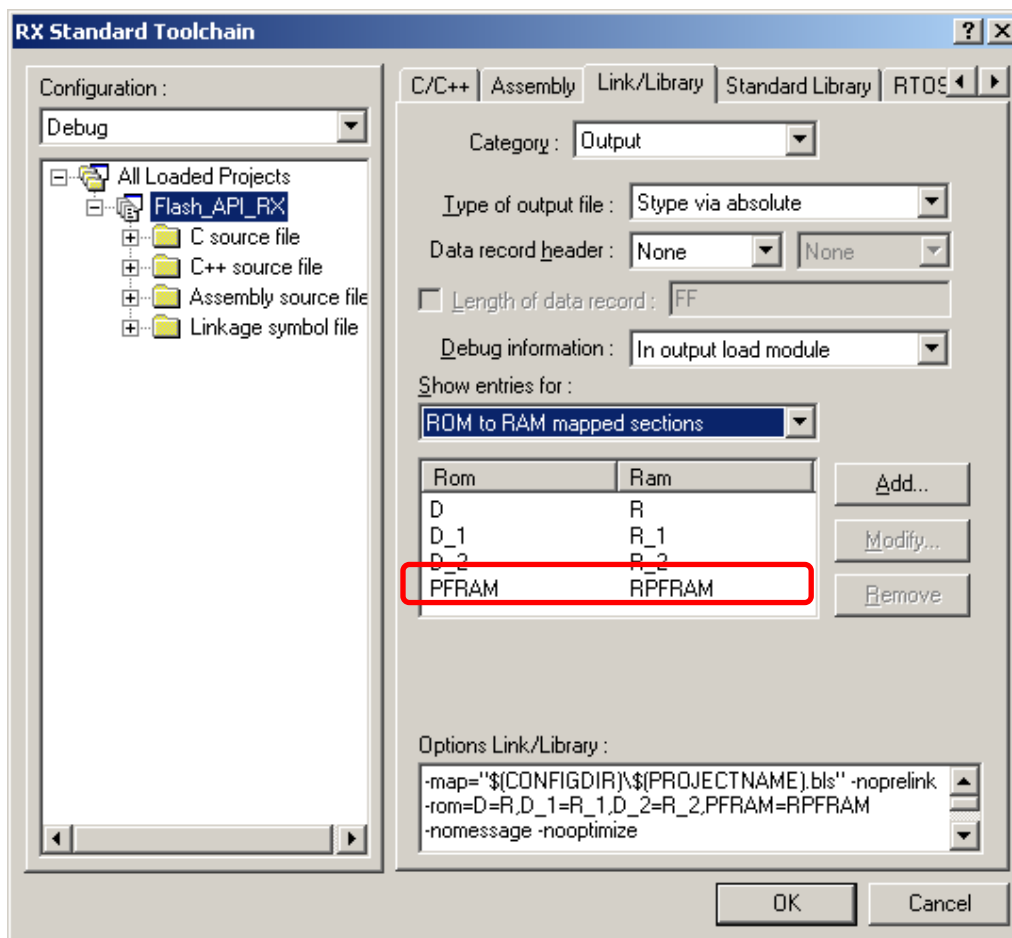 RX Standard Toolchain
Configuration :
Debug
All Loaded Projects
Flash_API_RX
C source file
C++ source file
Assembly source file
Linkage symbol file
C/C++ Assembly Link/Library Standard Library RTOS
Category : Output
Type of output file : Stype via absolute
Data record header : None None
Length of data record : FF
Debug information : In output load module
Show entries for :
ROM to RAM mapped sections
Rom Ram
D R
D_1 R_1
D_2 R_2
PFRAM RPFRAM
Add...
Modify...
Remove
Options Link/Library :
-map="$(CONFIGDIR)\$(PROJECTNAME).bls" -noprelink
-rom=D=R,D_1=R_1,D_2=R_2,PFRAM=RPFRAM
-nomessage -nooptimize
OK Cancel